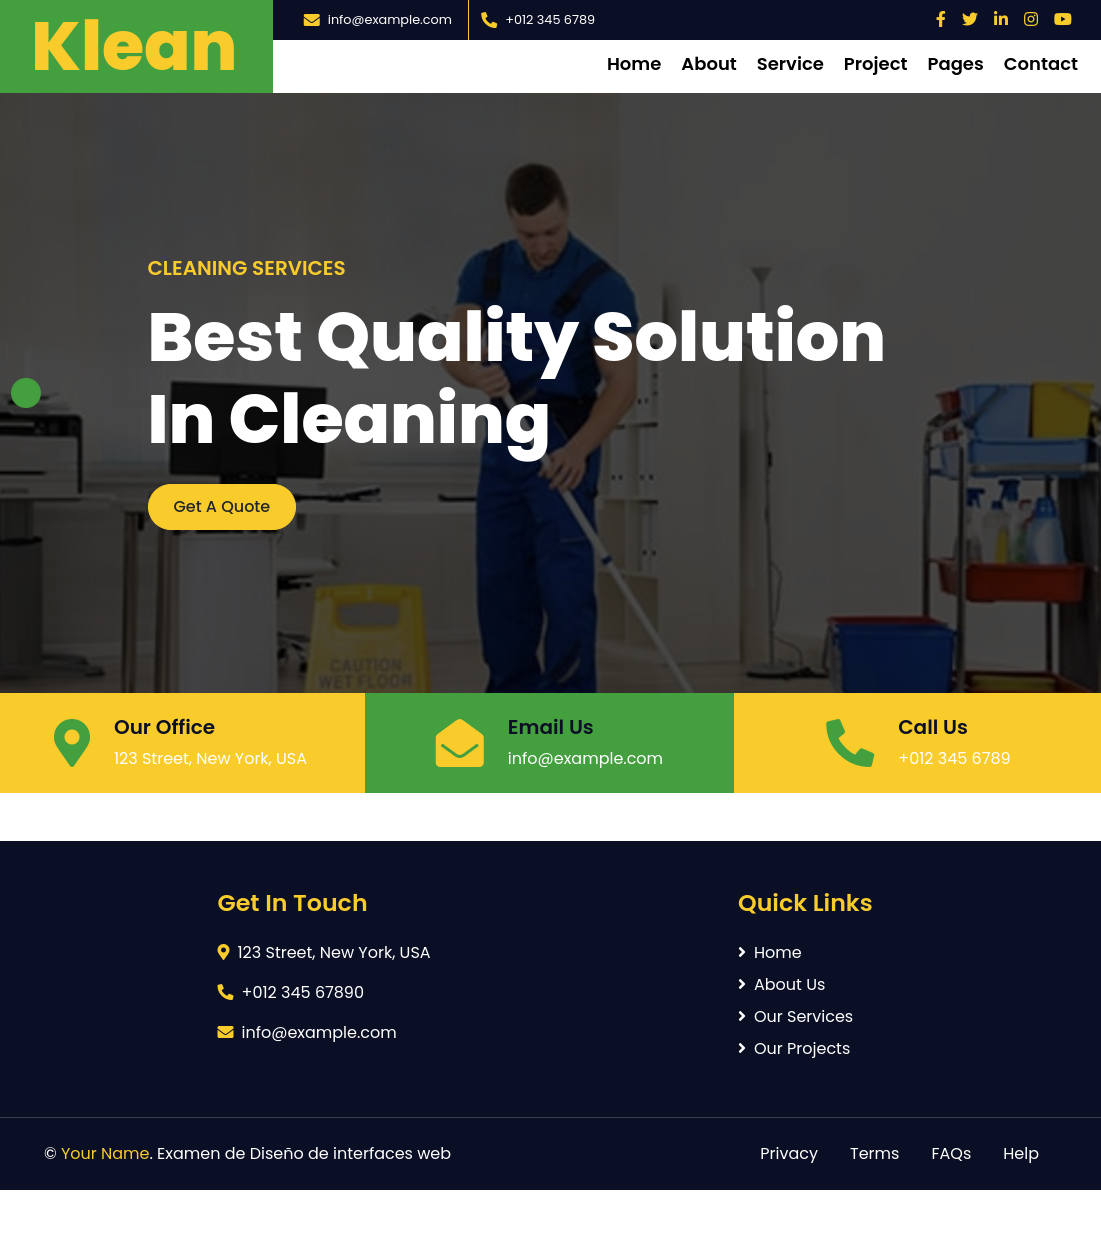 Klean
info@example.com
+012 345 6789
Home About Service Project Pages Contact
CLEANING SERVICES
Best Quality Solution
In Cleaning
Get A Quote
CAUTION
WET FLOOR
Our Office
123 Street, New York, USA
Email Us
info@example.com
Call Us
+012 345 6789
Get In Touch
123 Street, New York, USA
+012 345 67890
info@example.com
Quick Links
Home
About Us
Our Services
Our Projects
© Your Name. Examen de Diseño de interfaces web
Privacy Terms FAQs Help